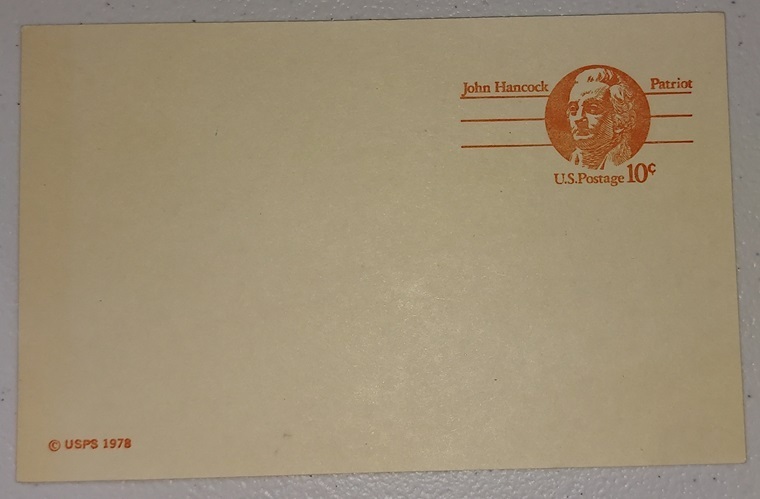 John Hancock Patriot
U.S.Postage 10¢
© USPS 1978